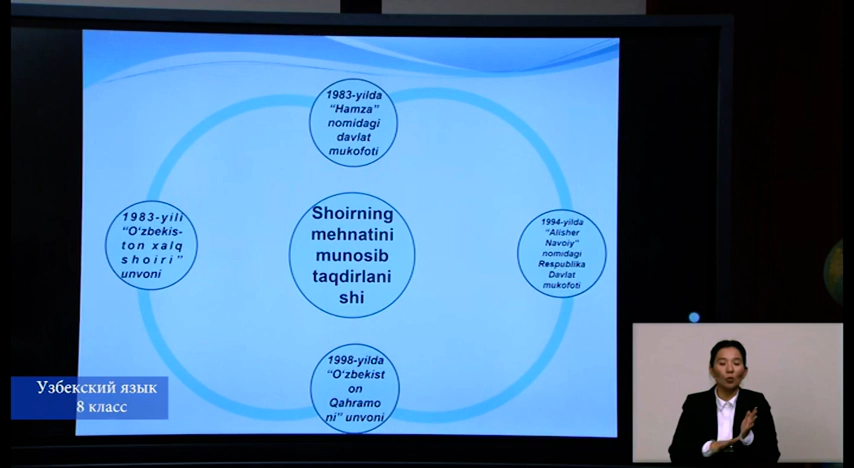 1983-yilda
“Hamza”
nomidagi
davlat
mukofoti
1983-yili
“O‘zbekis-
ton xalq
shoiri”
unvoni
Shoirning
mehnatini
munosib
taqdirlani
shi
1994-yilda
“Alisher
Navoiy”
nomidagi
Respublika
Davlat
mukofoti
1998-yilda
“O‘zbekist
on
Qahramo
ni” unvoni
Узбекский язык
8 класс